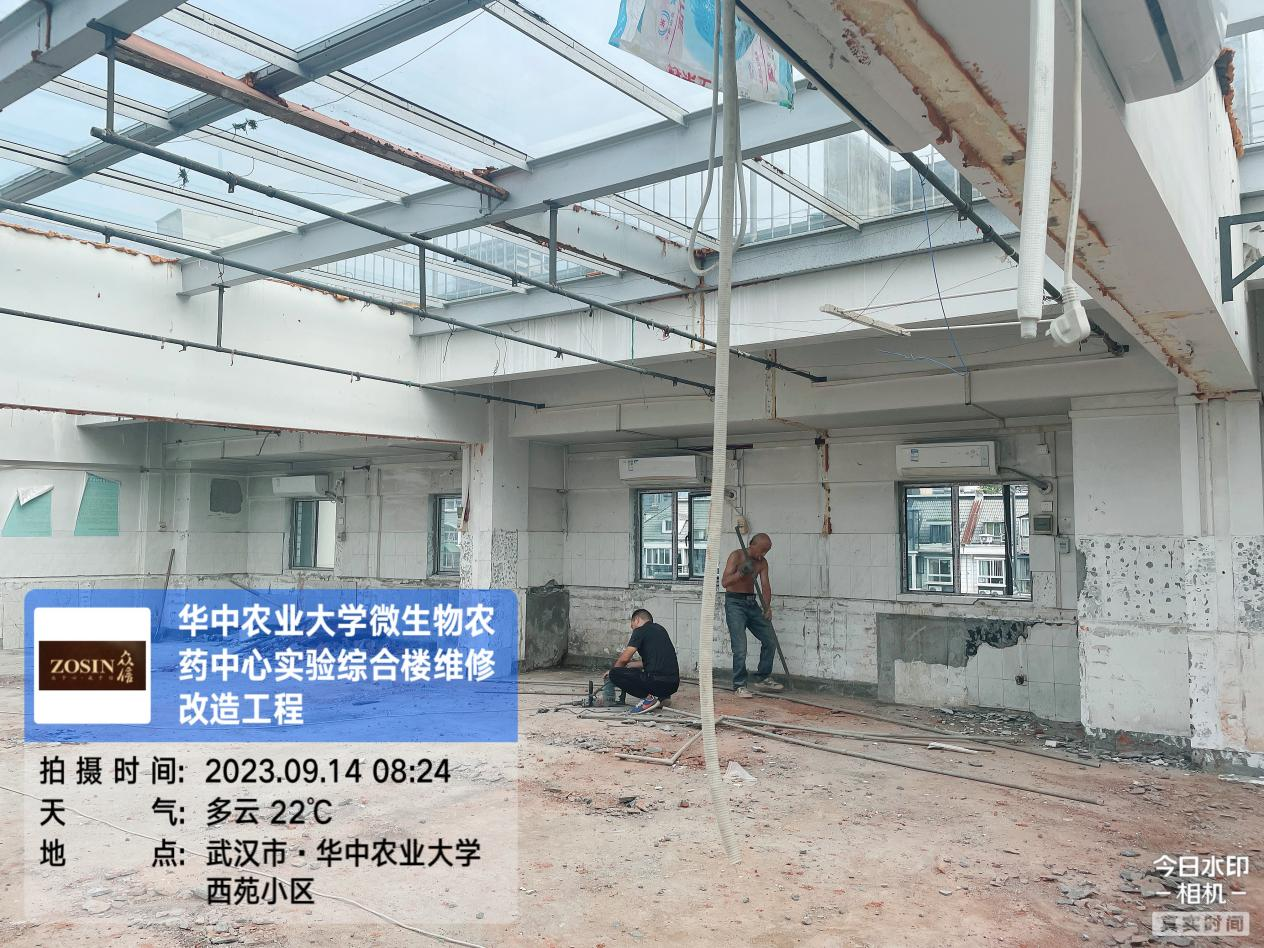 华中农业大学微生物农
药中心实验综合楼维修
改造工程
ZOSIN 众信
拍摄时间: 2023.09.14 08:24
天气: 多云 22℃
地点: 武汉市·华中农业大学
西苑小区
今日水印
-相机-
真实时间